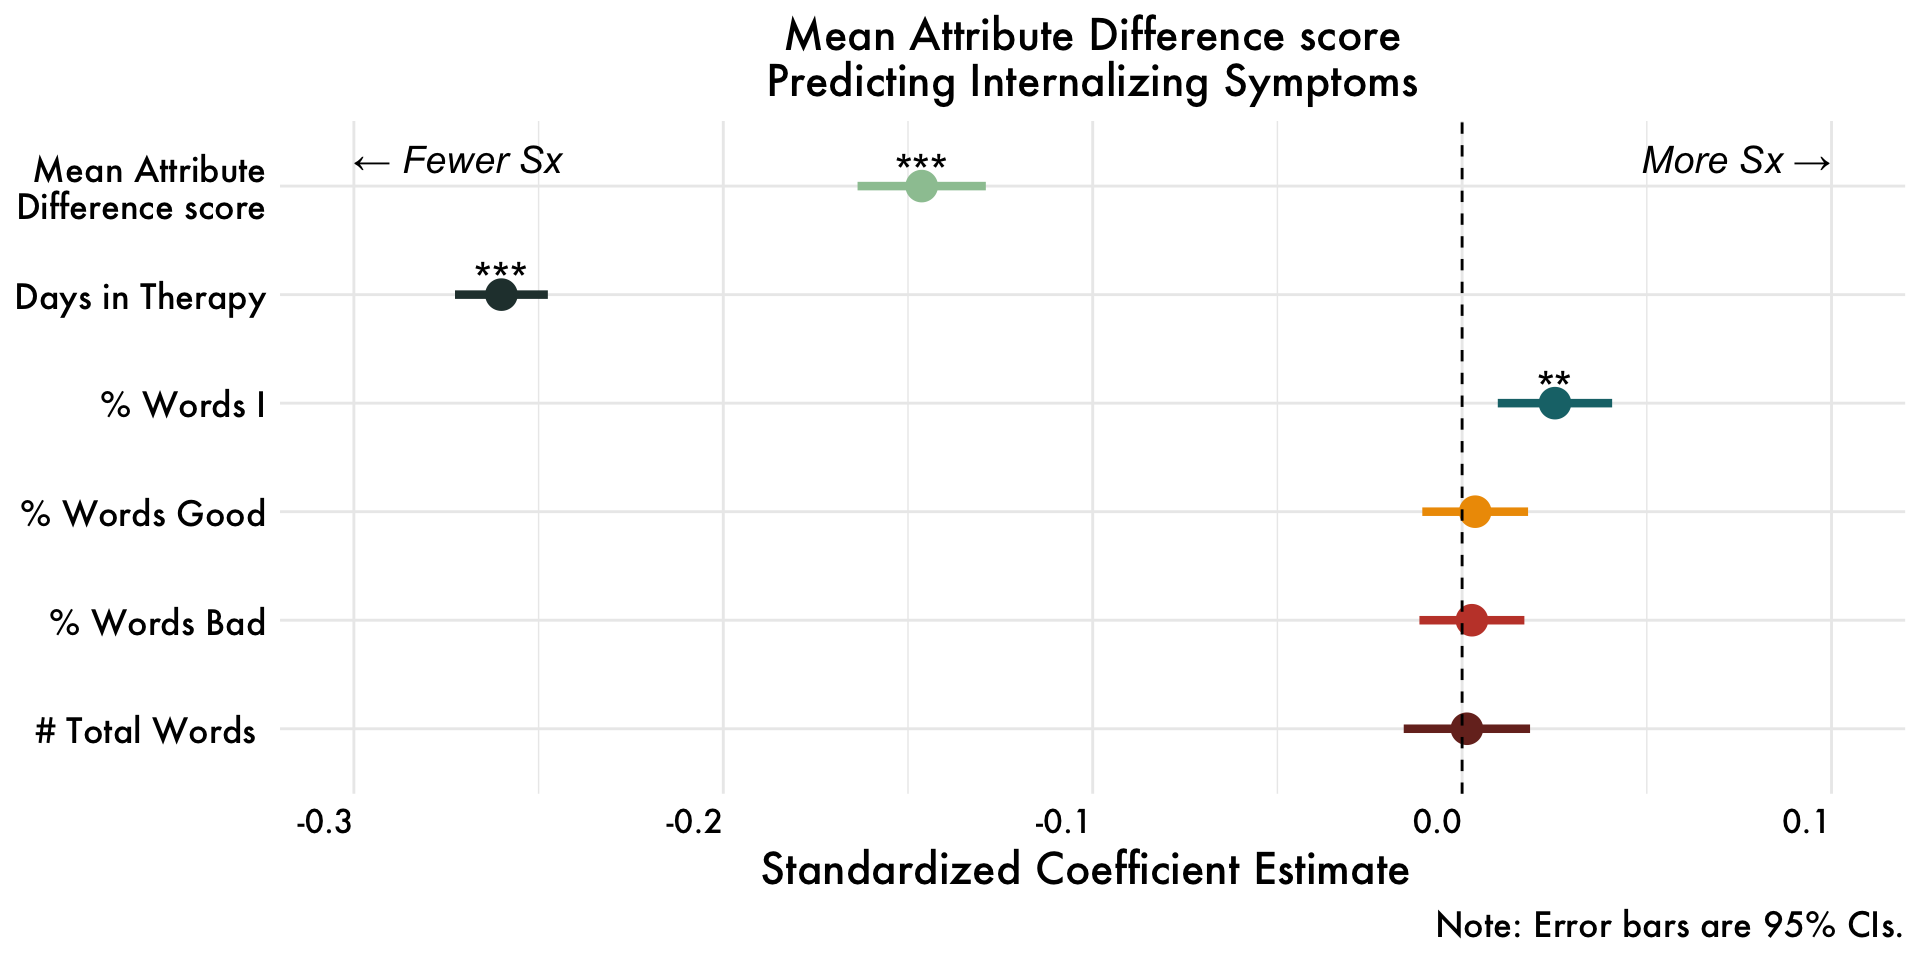 Mean Attribute Difference score
Predicting Internalizing Symptoms
← Fewer Sx
More Sx →
Mean Attribute
Difference score
***
Days in Therapy
***
% Words I
**
% Words Good
% Words Bad
# Total Words
-0.3
-0.2
-0.1
0.0
0.1
Standardized Coefficient Estimate
Note: Error bars are 95% CIs.